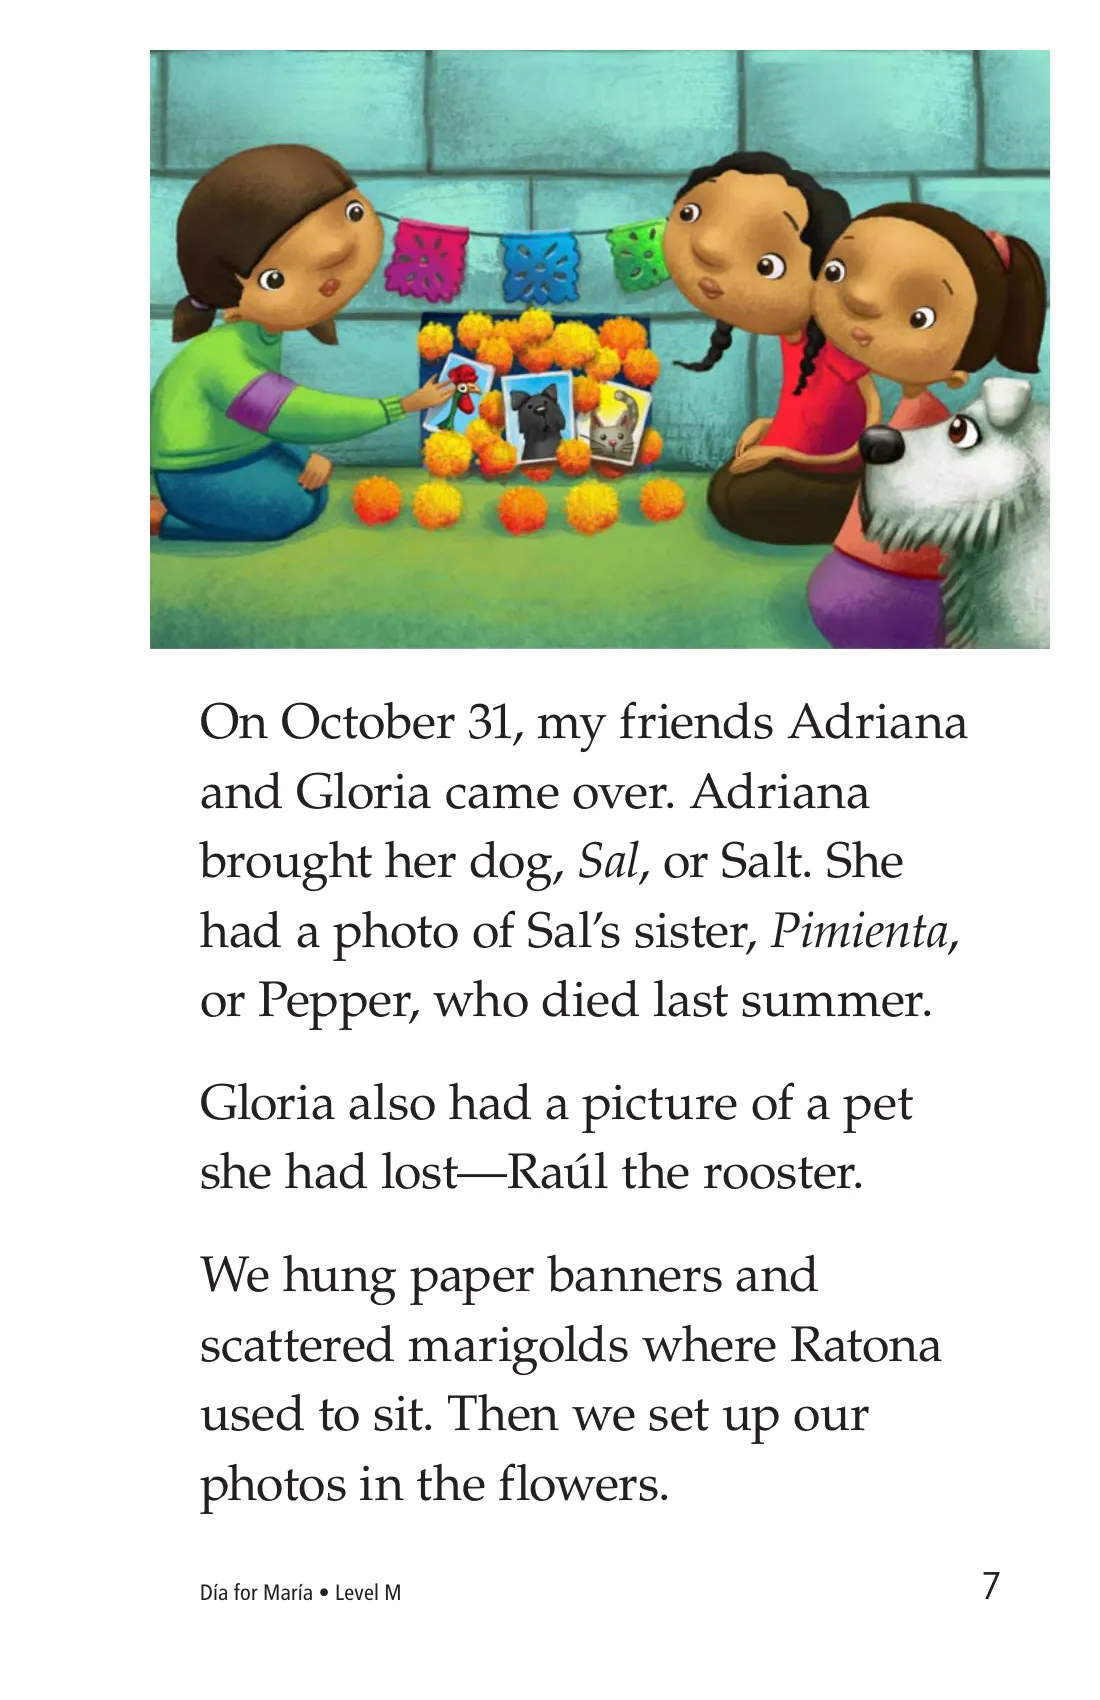 On October 31, my friends Adriana
and Gloria came over. Adriana
brought her dog, Sal, or Salt. She
had a photo of Sal’s sister, Pimienta,
or Pepper, who died last summer.
Gloria also had a picture of a pet
she had lost—Raúl the rooster.
We hung paper banners and
scattered marigolds where Ratona
used to sit. Then we set up our
photos in the flowers.
Día for María • Level M
7